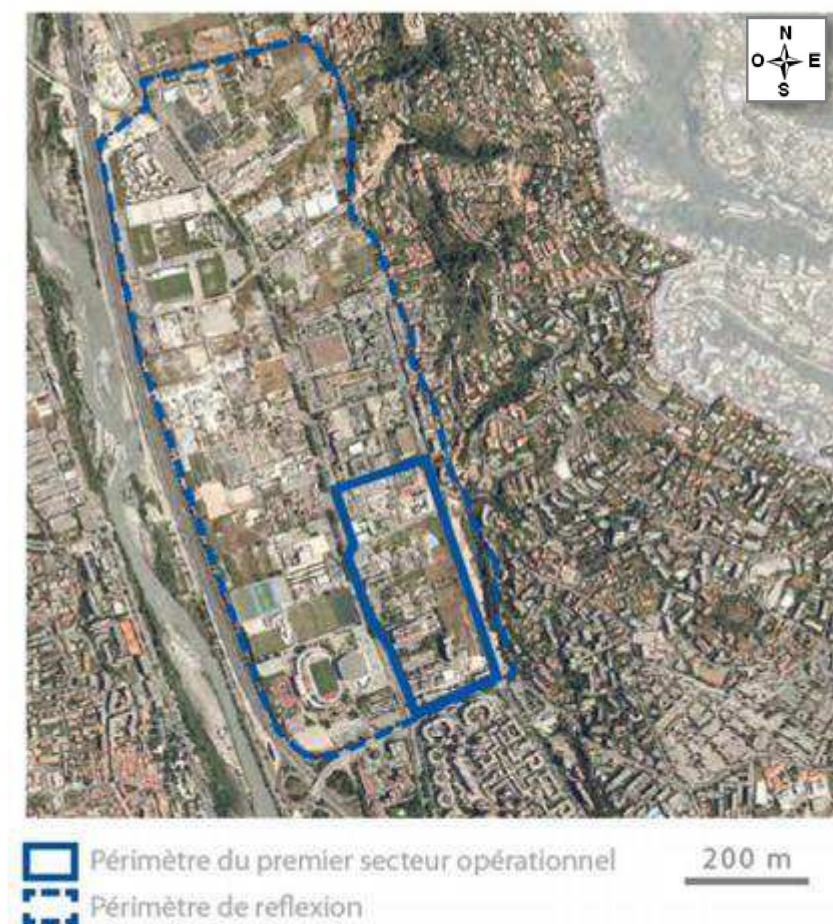 N
O E
S
Périmètre du premier secteur opérationnel
200 m
Périmètre de reflexion